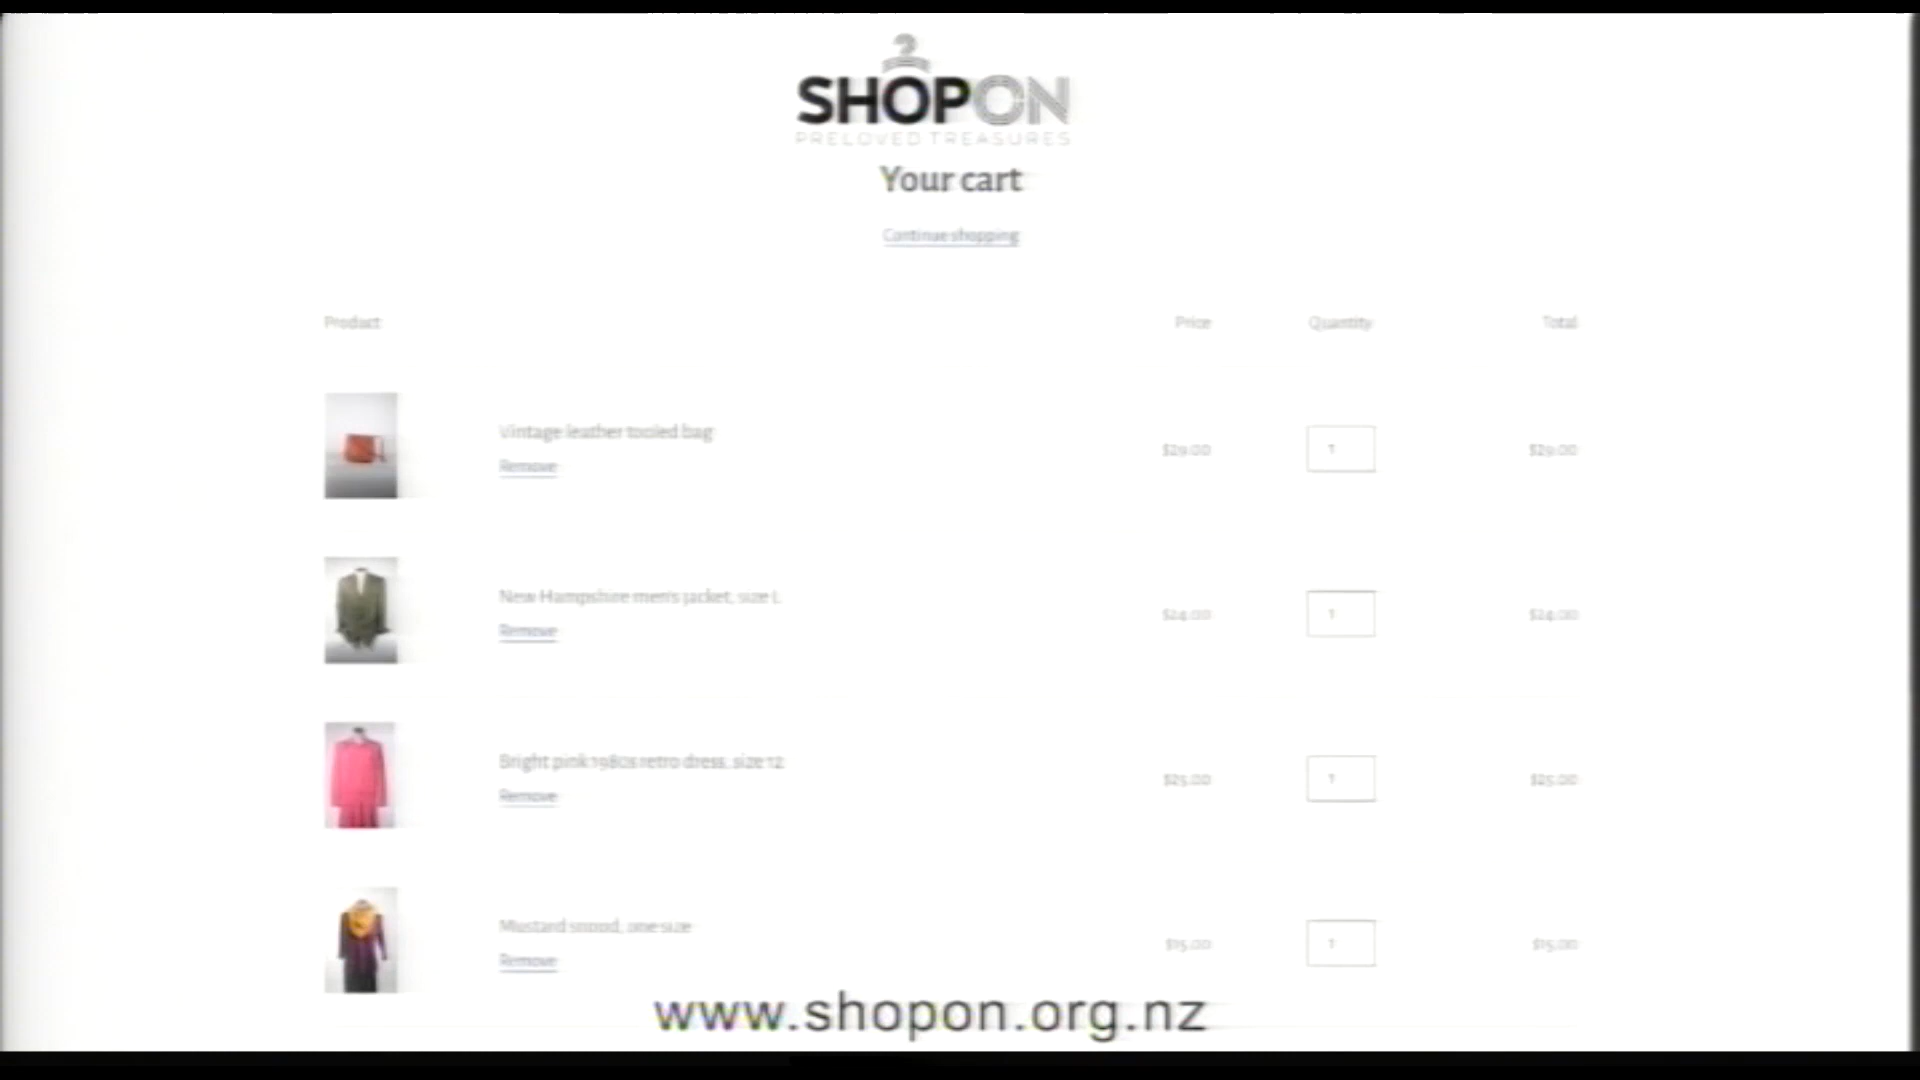 SHOPON
PRELOVED TREASURES
Your cart
Continue shopping
Product Price Quantity Total
Vintage leather tooled bag $29.00 1 $29.00
Remove
New Hampshire men's jacket, size L $24.00 1 $24.00
Remove
Bright pink 1980s retro dress, size 12 $25.00 1 $25.00
Remove
Mustard snood, one size $15.00 1 $15.00
Remove
www.shopon.org.nz